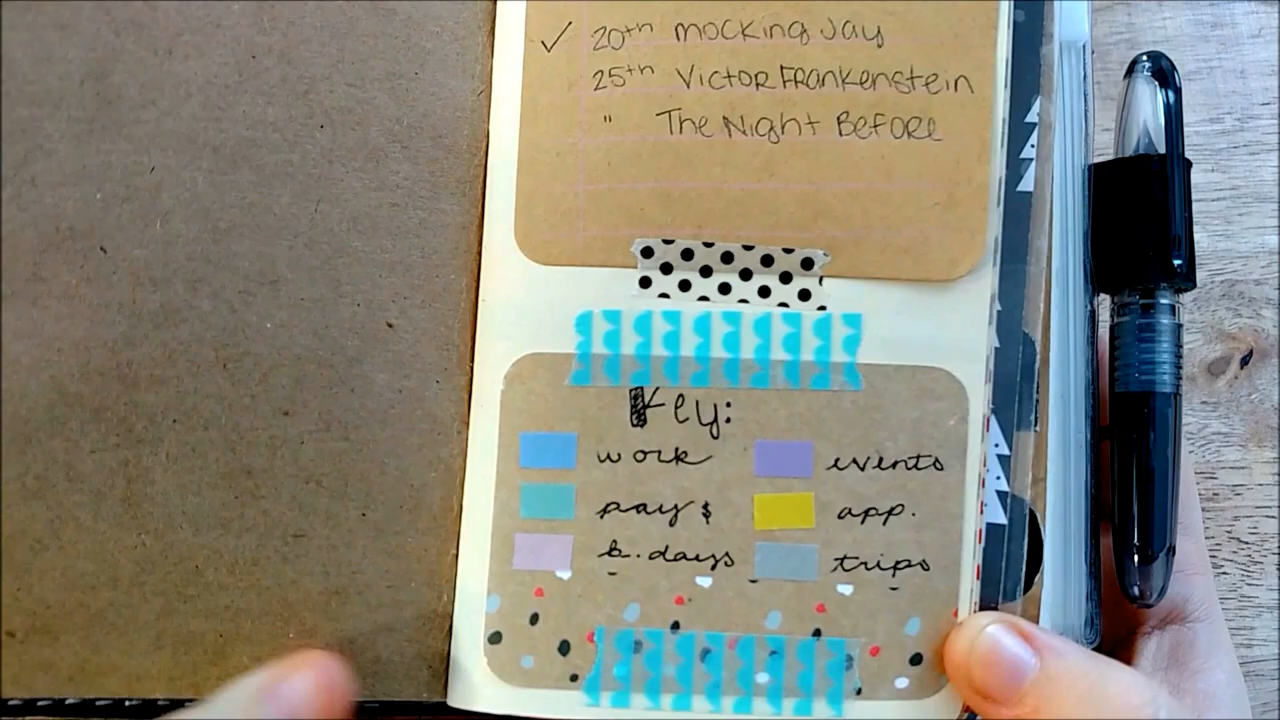 ✓ 20th mocking Jay
25th Victor Frankenstein
" The Night Before
Key:
work
events
pay $
app.
b.days
trips